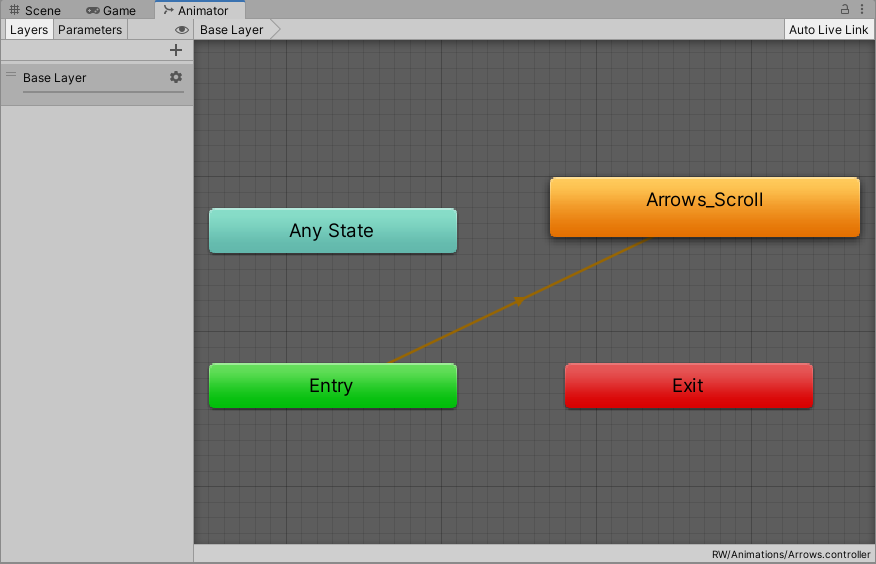 Scene Game Animator
Layers Parameters Base Layer Auto Live Link
Base Layer
Arrows_Scroll
Any State
Entry Exit
RW/Animations/Arrows.controller